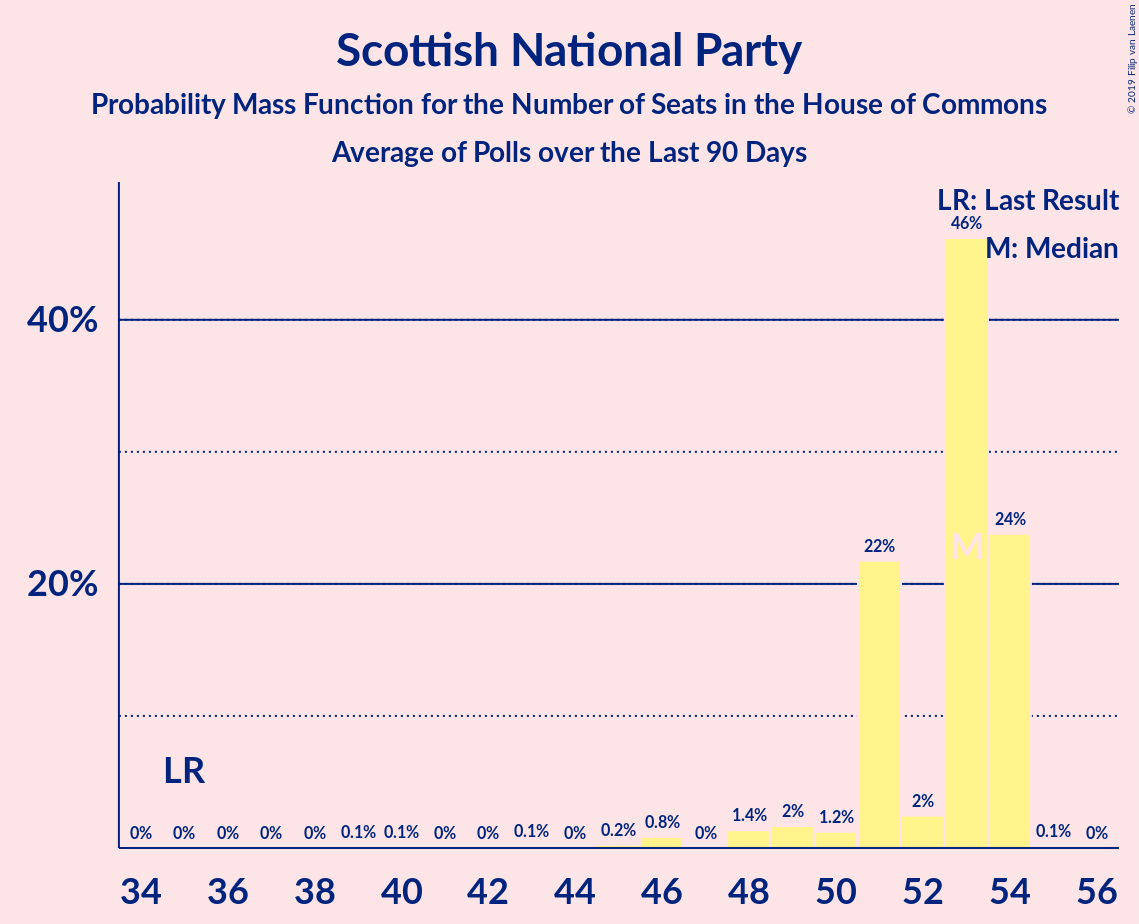 Scottish National Party
Probability Mass Function for the Number of Seats in the House of Commons
Average of Polls over the Last 90 Days
© 2019 Filip van Laenen
LR: Last Result
M: Median
46%
40%
24%
22%
M
20%
LR
0% 0% 0% 0% 0% 0.1% 0.1% 0% 0% 0.1% 0% 0.2% 0.8% 0% 1.4% 2% 1.2% 2% 0.1% 0%
34 36 38 40 42 44 46 48 50 52 54 56